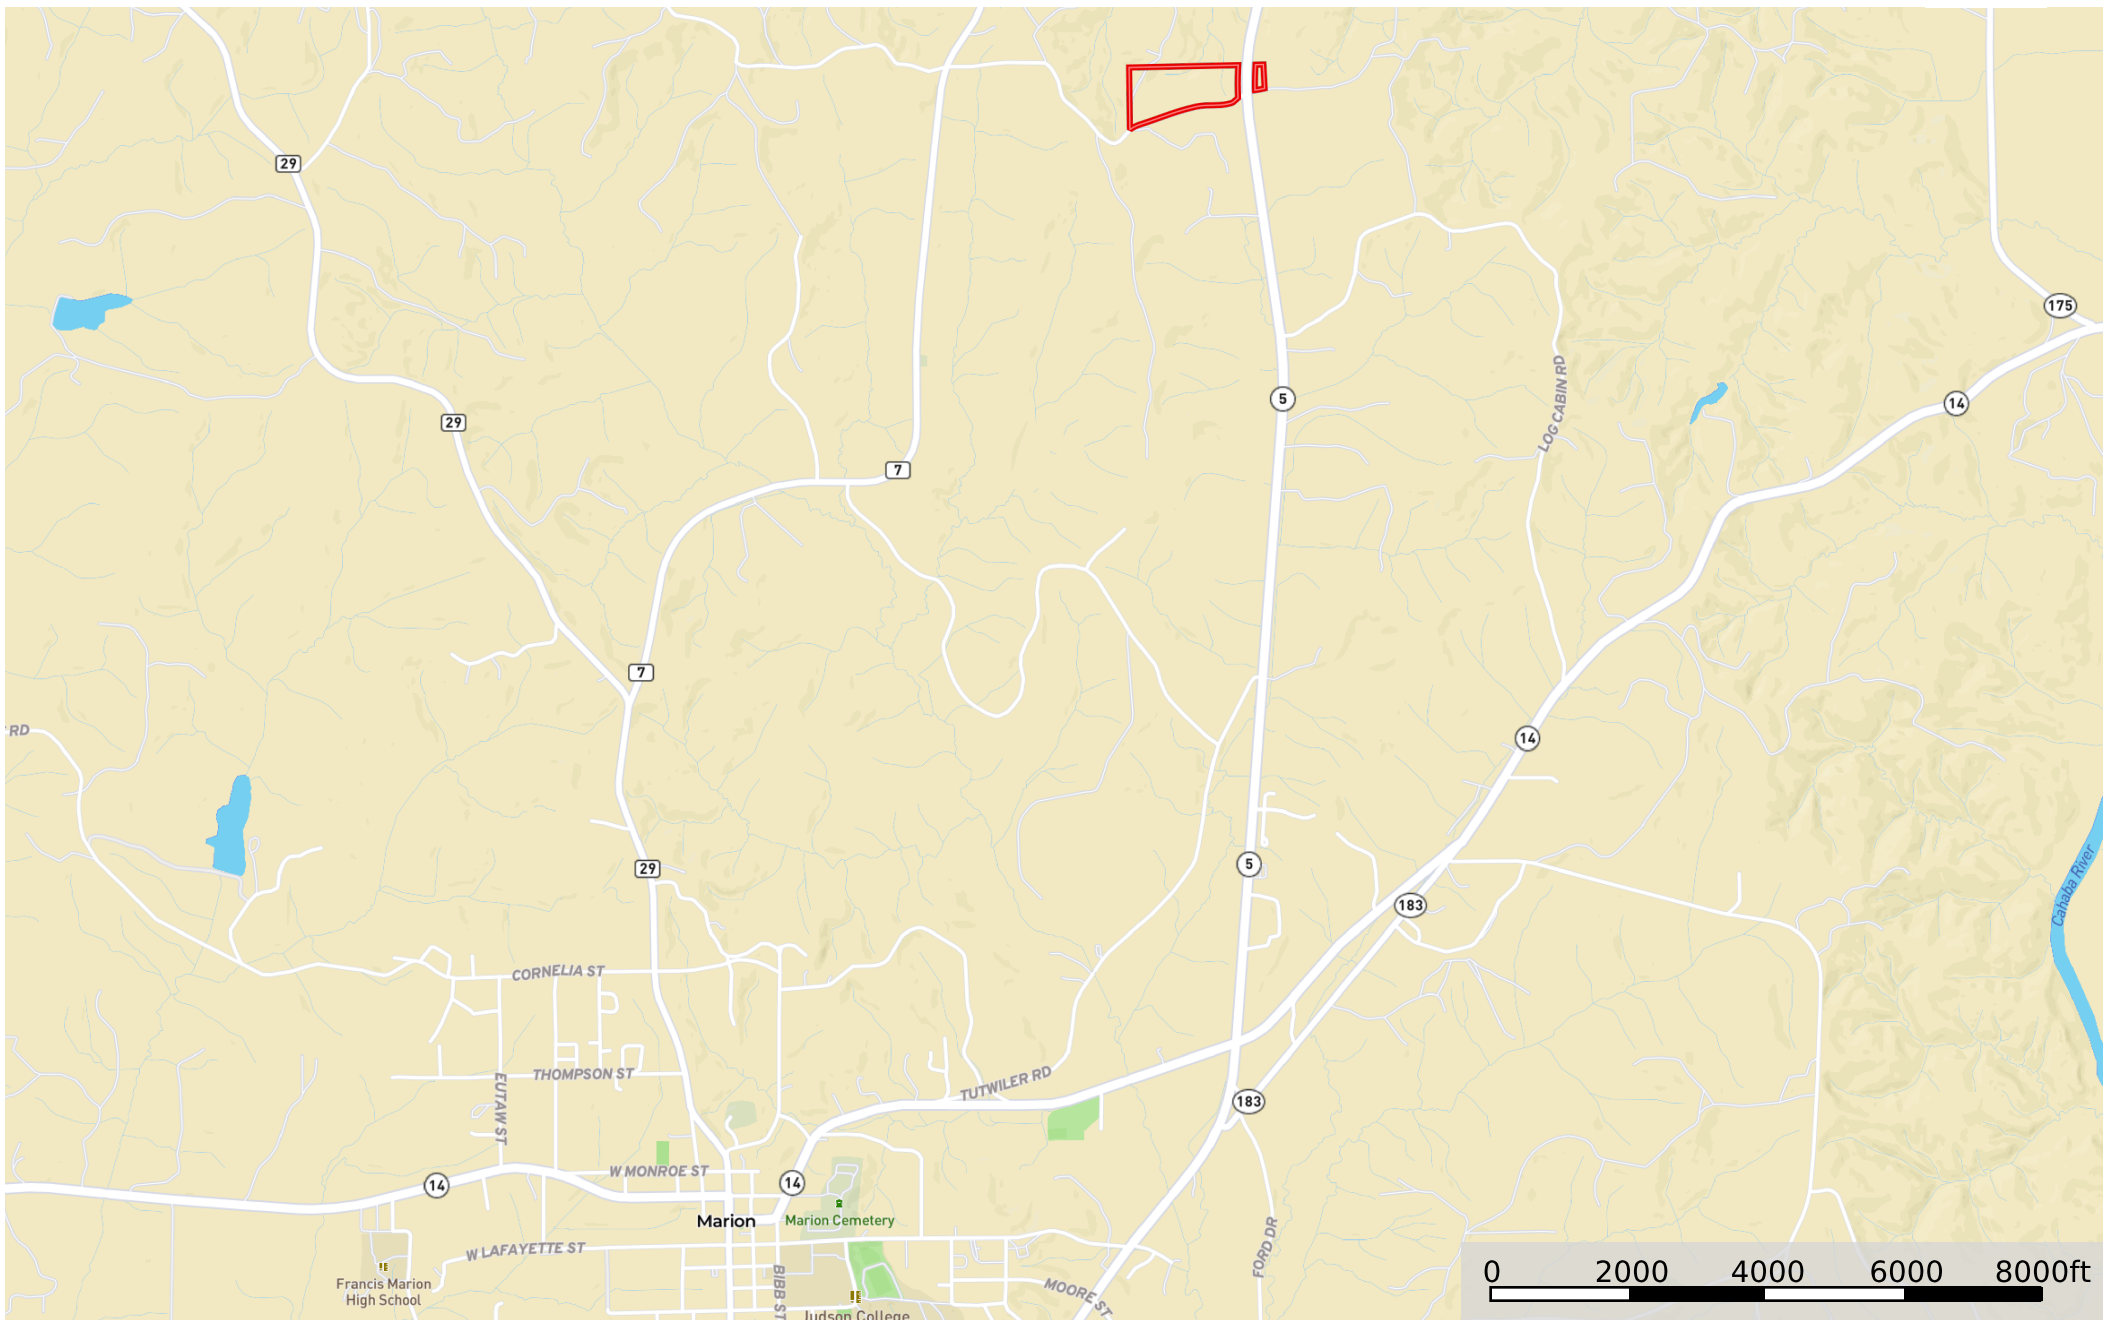 29
175
5
14
29
LOG CABIN RD
7
7
RD
14
Cahaba River
5
29
183
CORNELIA ST
THOMPSON ST
EUTAW ST
TUTWILER RD
183
W MONROE ST
14
14
Marion
Marion Cemetery
W LAFAYETTE ST
FORD DR
Francis Marion
High School
BIBB ST
MOORE ST
Judson College
0 2000 4000 6000 8000ft